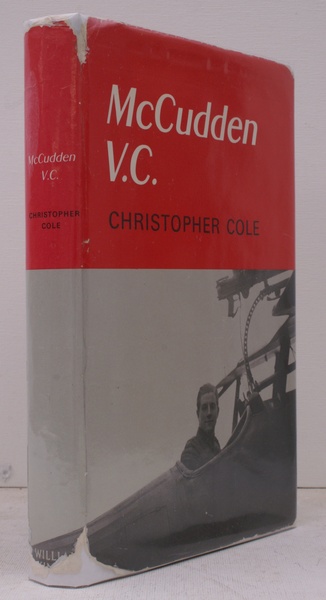 McCudden
V.C.
CHRISTOPHER COLE
McCudden
V.C.
CHRISTOPHER
COLE